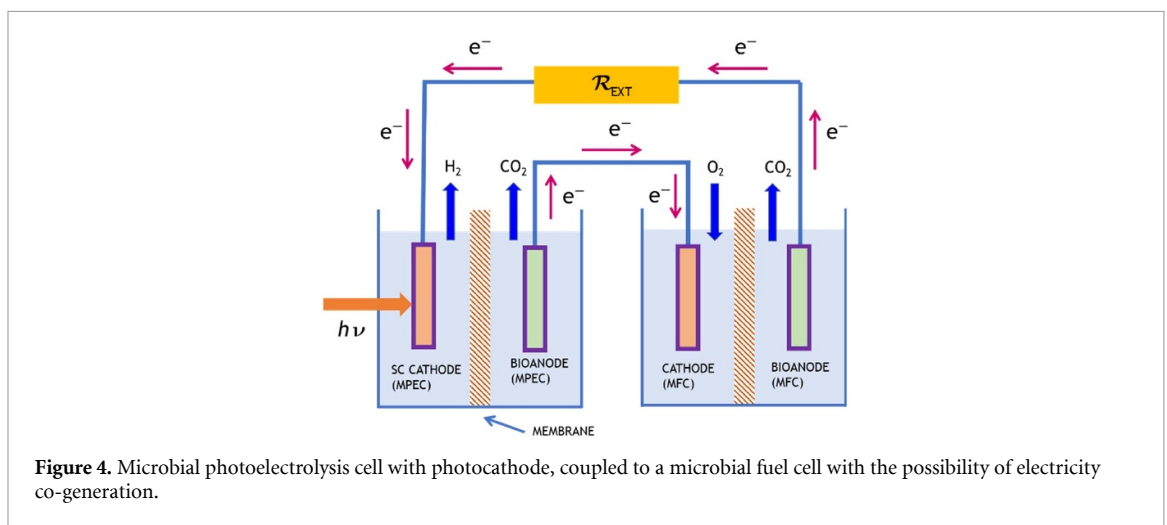 e⁻
e⁻
𝓡EXT
e⁻
e⁻
e⁻
H₂
CO₂
O₂
CO₂
e⁻
e⁻
hν
SC CATHODE
(MPEC)
BIOANODE
(MPEC)
CATHODE
(MFC)
BIOANODE
(MFC)
MEMBRANE
Figure 4. Microbial photoelectrolysis cell with photocathode, coupled to a microbial fuel cell with the possibility of electricity
co-generation.